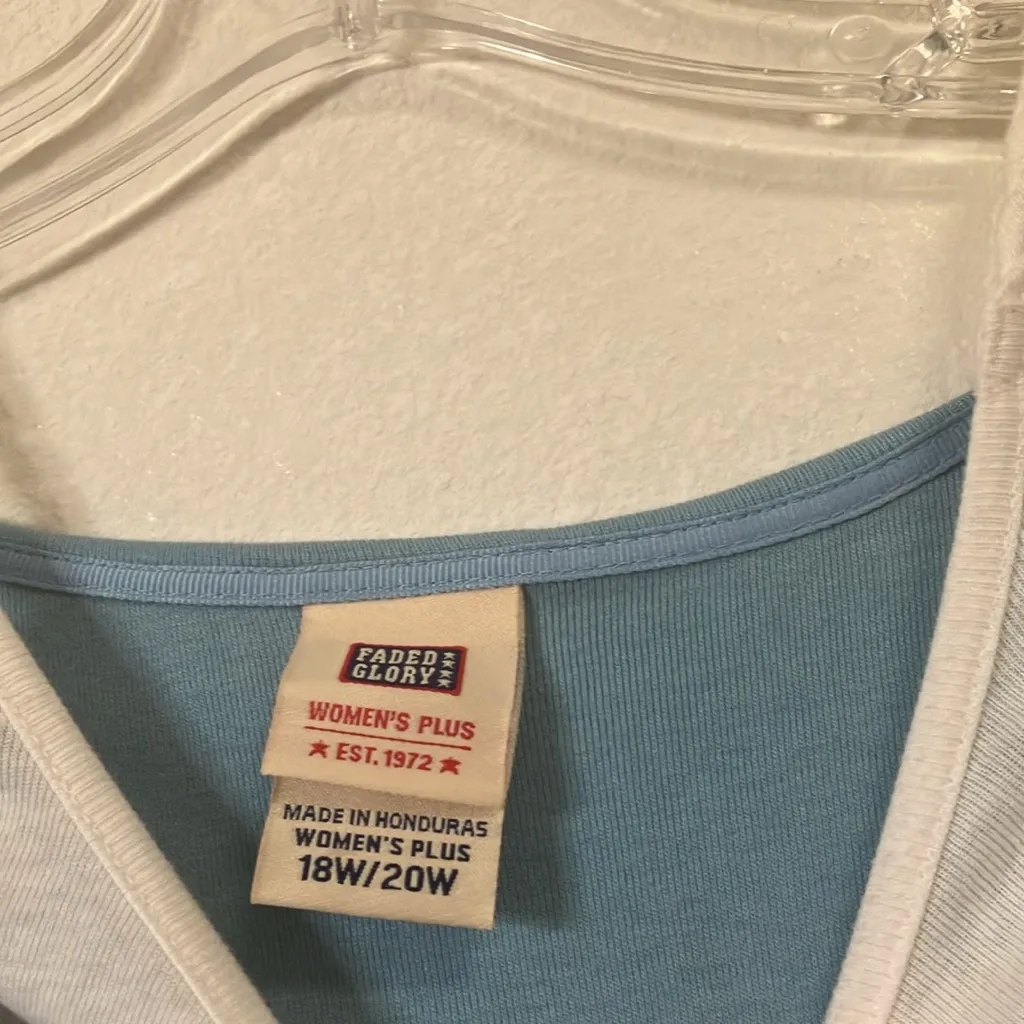 FADED
GLORY
WOMEN'S PLUS
★ EST. 1972 ★
MADE IN HONDURAS
WOMEN'S PLUS
18W/20W